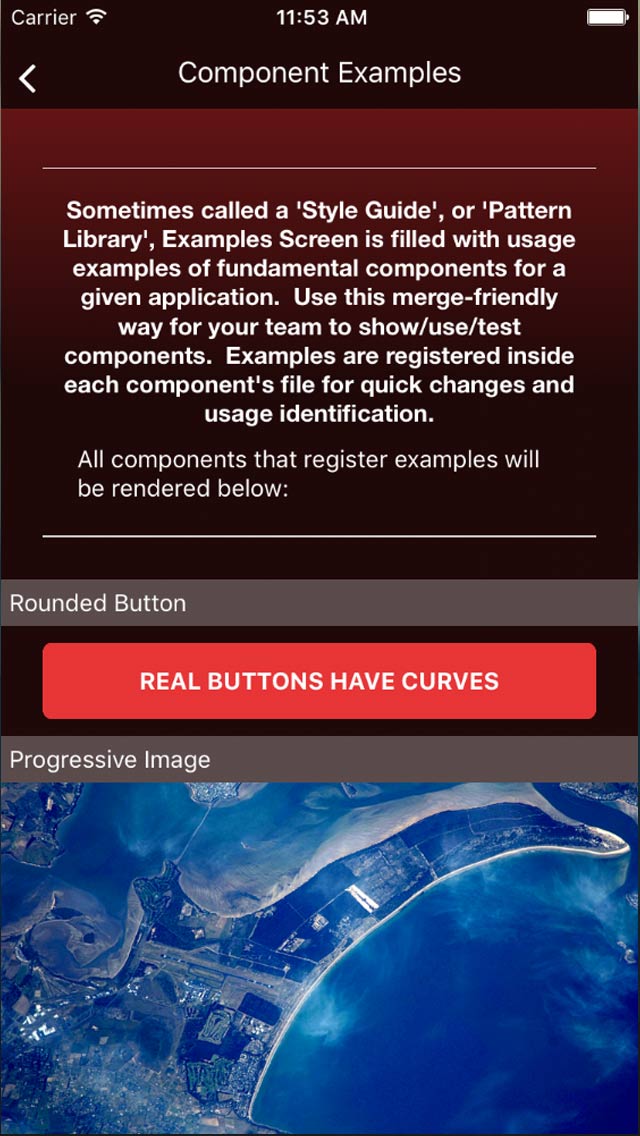 Carrier
11:53 AM
Component Examples
Sometimes called a 'Style Guide', or 'Pattern
Library', Examples Screen is filled with usage
examples of fundamental components for a
given application.  Use this merge-friendly
way for your team to show/use/test
components.  Examples are registered inside
each component's file for quick changes and
usage identification.
All components that register examples will
be rendered below:
Rounded Button
REAL BUTTONS HAVE CURVES
Progressive Image